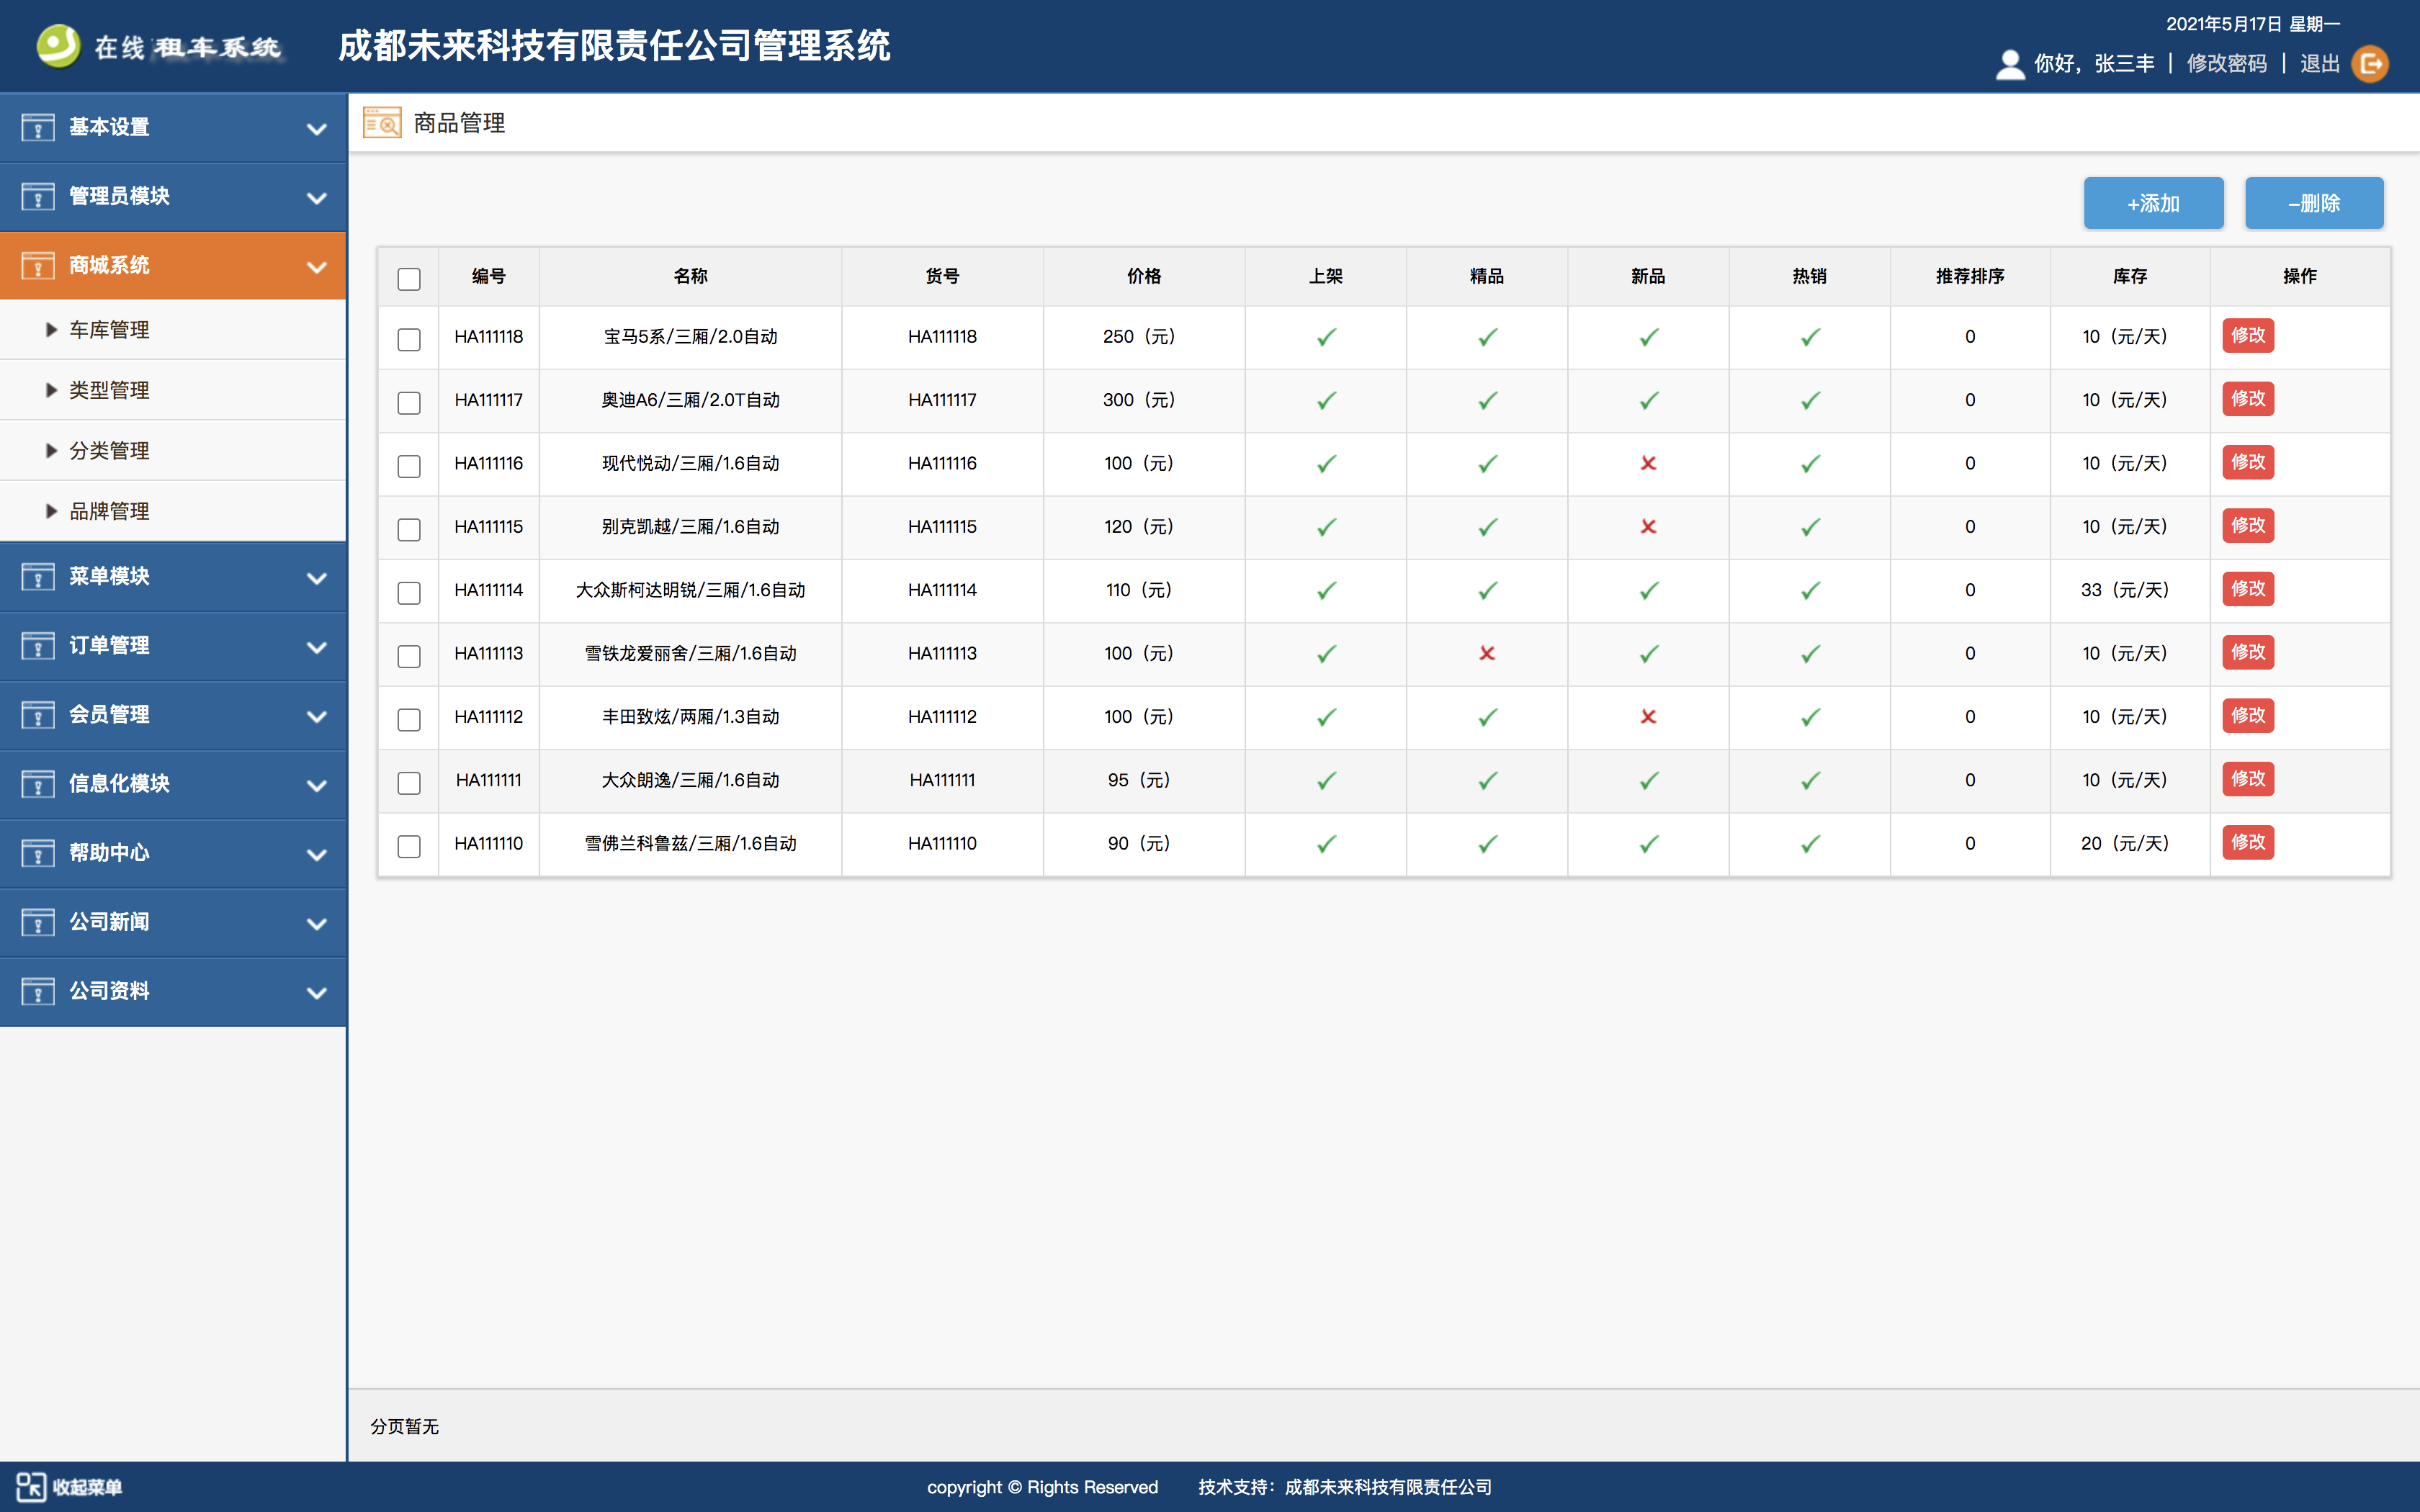 在线 租车系统 成都未来科技有限责任公司管理系统
2021年5月17日 星期一
你好，张三丰 | 修改密码 | 退出
基本设置
管理员模块
商城系统
车库管理
类型管理
分类管理
品牌管理
菜单模块
订单管理
会员管理
信息化模块
帮助中心
公司新闻
公司资料
商品管理
+添加 –删除
编号 名称 货号 价格 上架 精品 新品 热销 推荐排序 库存 操作
HA111118 宝马5系/三厢/2.0自动 HA111118 250（元） 0 10（元/天） 修改
HA111117 奥迪A6/三厢/2.0T自动 HA111117 300（元） 0 10（元/天） 修改
HA111116 现代悦动/三厢/1.6自动 HA111116 100（元） 0 10（元/天） 修改
HA111115 别克凯越/三厢/1.6自动 HA111115 120（元） 0 10（元/天） 修改
HA111114 大众斯柯达明锐/三厢/1.6自动 HA111114 110（元） 0 33（元/天） 修改
HA111113 雪铁龙爱丽舍/三厢/1.6自动 HA111113 100（元） 0 10（元/天） 修改
HA111112 丰田致炫/两厢/1.3自动 HA111112 100（元） 0 10（元/天） 修改
HA111111 大众朗逸/三厢/1.6自动 HA111111 95（元） 0 10（元/天） 修改
HA111110 雪佛兰科鲁兹/三厢/1.6自动 HA111110 90（元） 0 20（元/天） 修改
分页暂无
收起菜单
copyright © Rights Reserved 技术支持：成都未来科技有限责任公司